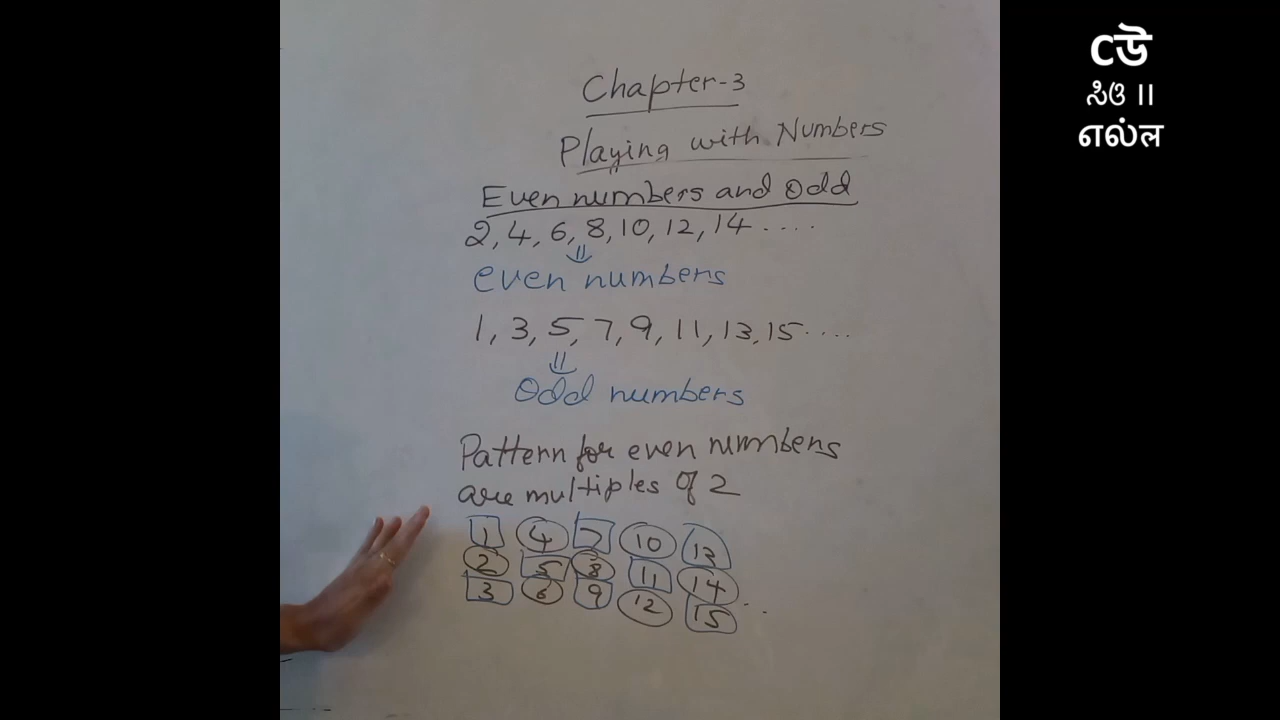 Chapter-3
Playing with Numbers
Even numbers and Odd
2, 4, 6, 8, 10, 12, 14 ....
even numbers
1, 3, 5, 7, 9, 11, 13, 15 ....
Odd numbers
Pattern for even numbers
are multiples of 2
1 4 7 10 13
2 5 8 11 14
3 6 9 12 15 ..
Cউ
ಸಿଓ ॥
எல்ல